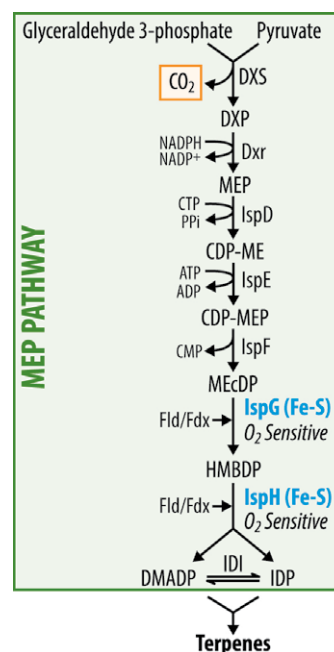 Glyceraldehyde 3-phosphate Pyruvate
CO2 DXS
DXP
NADPH
NADP+ Dxr
MEP
CTP
PPi IspD
CDP-ME
ATP
ADP IspE
CDP-MEP
CMP IspF
MEcDP
Fld/Fdx IspG (Fe-S)
O2 Sensitive
HMBDP
Fld/Fdx IspH (Fe-S)
O2 Sensitive
DMADP IDI IDP
Terpenes
MEP PATHWAY